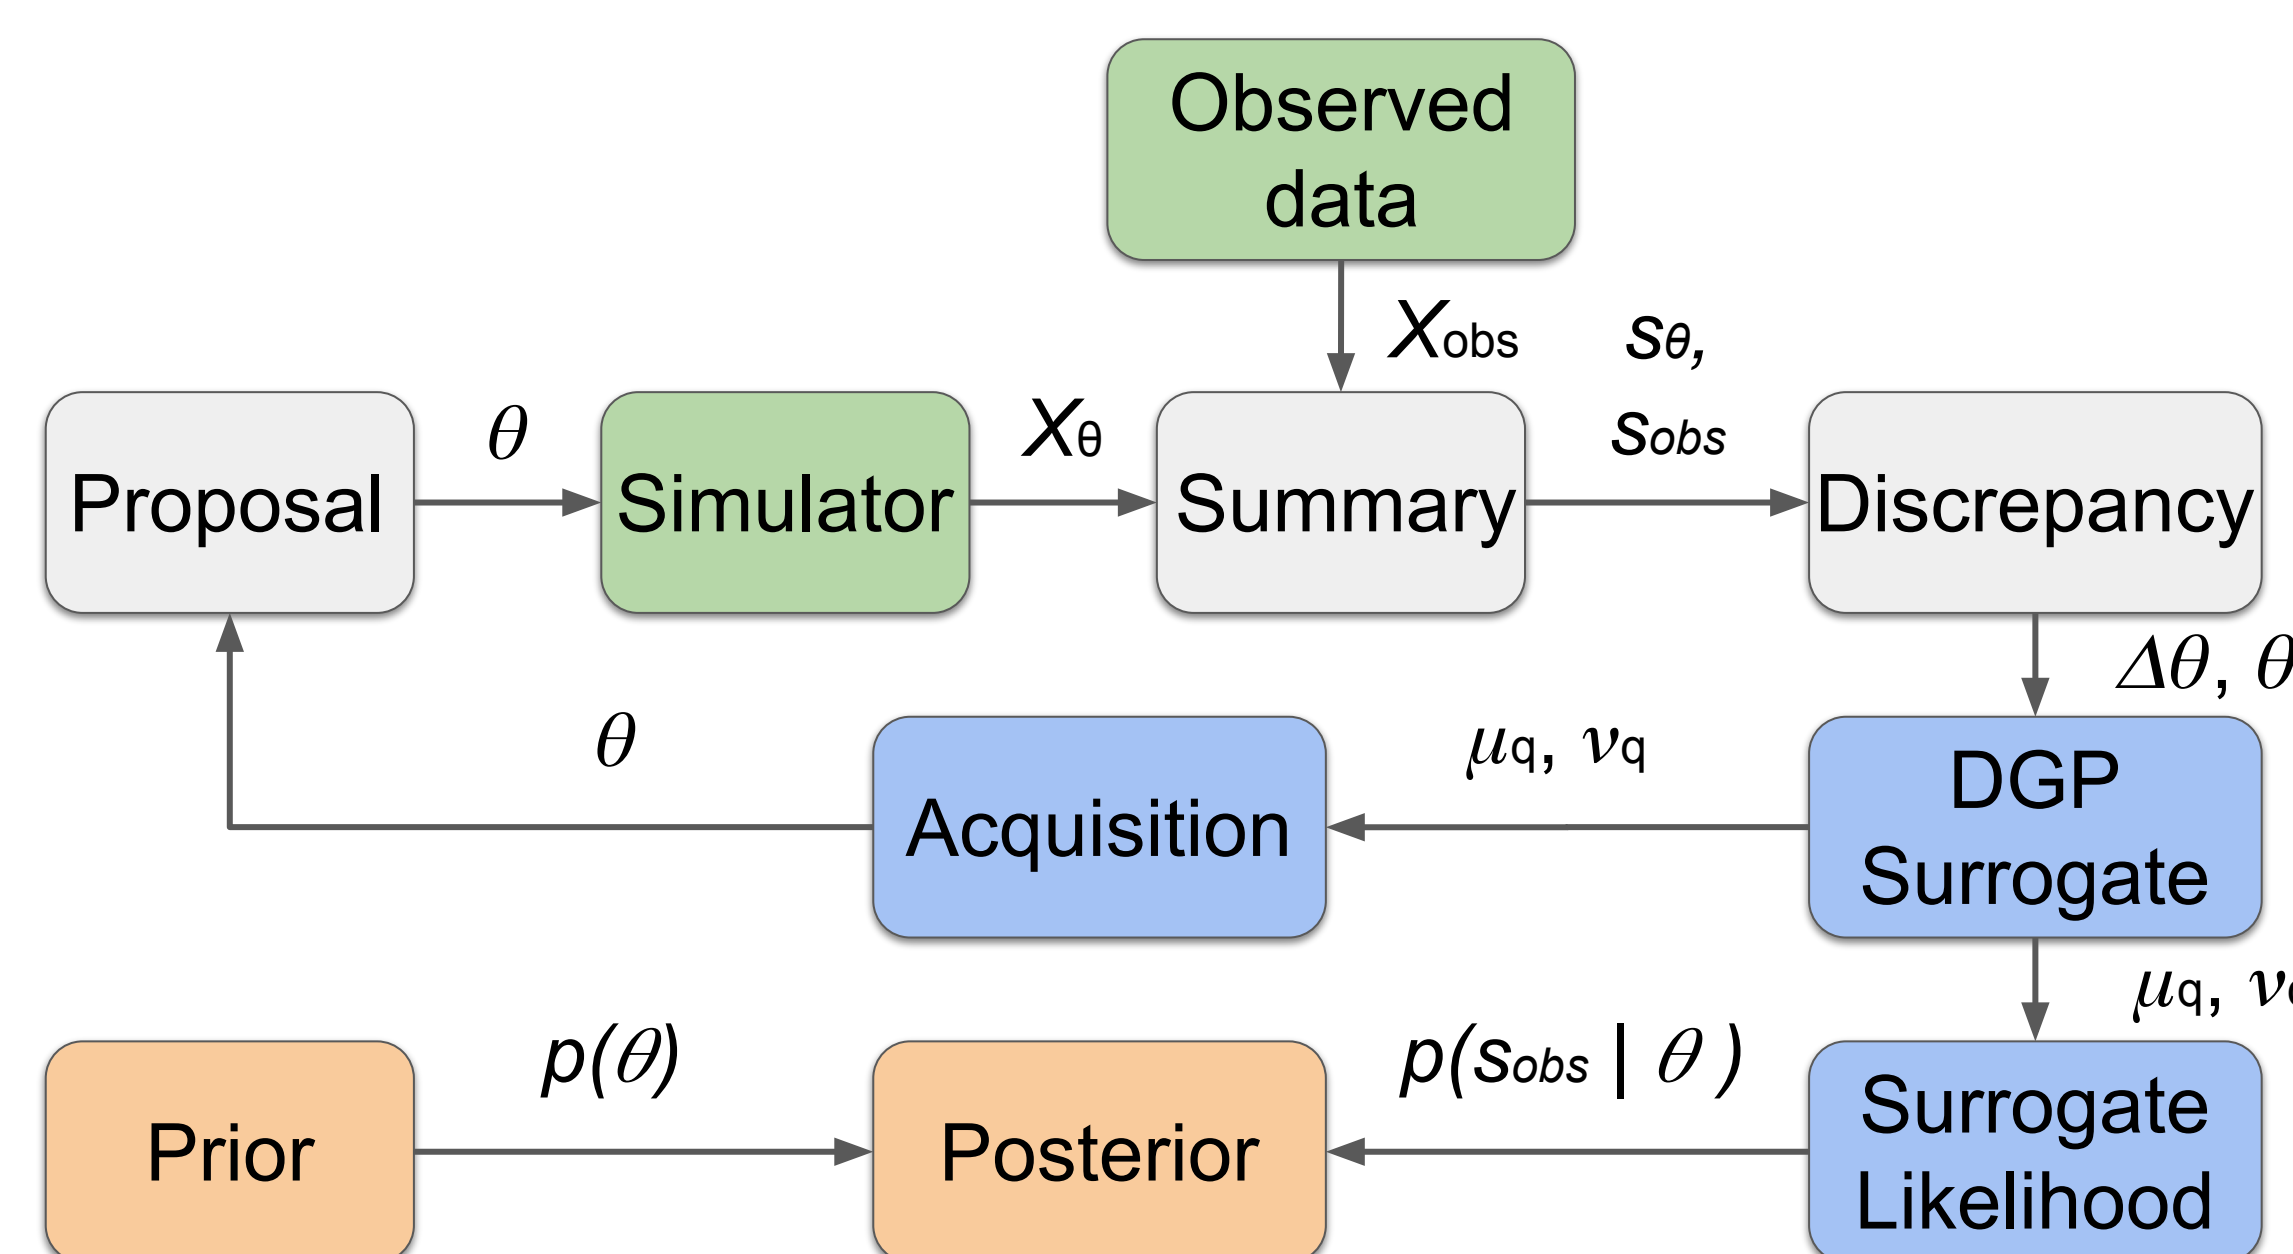 Observed
data
Xobs
sθ,
sobs
Proposal
θ
Simulator
Xθ
Summary
Discrepancy
Δθ, θ
θ
Acquisition
μq, νq
DGP
Surrogate
μq, ν
Prior
p(θ)
Posterior
p(sobs | θ )
Surrogate
Likelihood